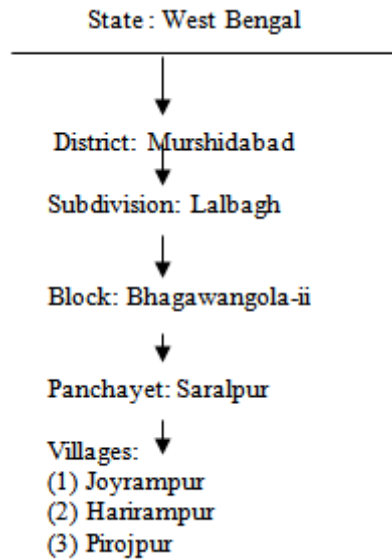 State : West Bengal
District: Murshidabad
Subdivision: Lalbagh
Block: Bhagawangola-ii
Panchayet: Saralpur
Villages:
(1) Joyrampur
(2) Harirampur
(3) Pirojpur